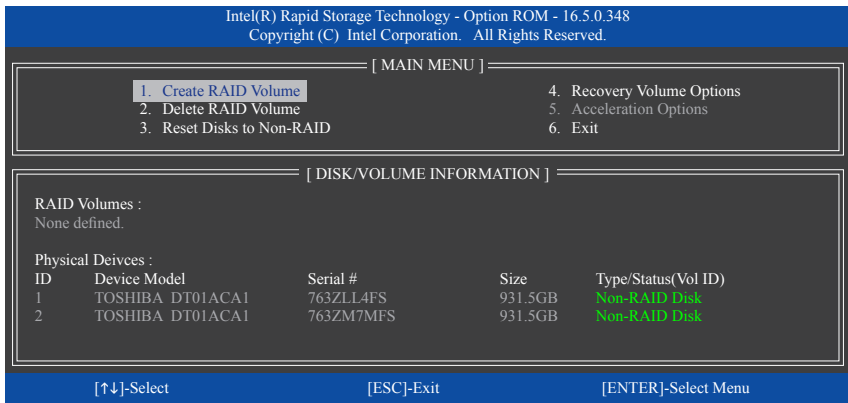 Intel(R) Rapid Storage Technology - Option ROM - 16.5.0.348
Copyright (C) Intel Corporation. All Rights Reserved.
[ MAIN MENU ]
1. Create RAID Volume
2. Delete RAID Volume
3. Reset Disks to Non-RAID
4. Recovery Volume Options
5. Acceleration Options
6. Exit
[ DISK/VOLUME INFORMATION ]
RAID Volumes :
None defined.
Physical Deivces :
ID Device Model Serial # Size Type/Status(Vol ID)
1 TOSHIBA DT01ACA1 763ZLL4FS 931.5GB Non-RAID Disk
2 TOSHIBA DT01ACA1 763ZM7MFS 931.5GB Non-RAID Disk
[↑↓]-Select [ESC]-Exit [ENTER]-Select Menu